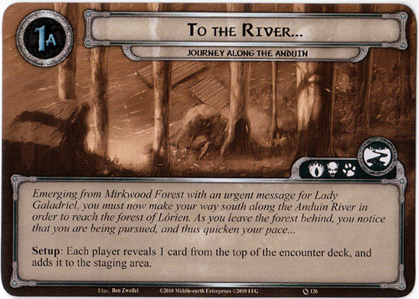 1A
To the River...
Journey Along the Anduin
Emerging from Mirkwood Forest with an urgent message for Lady
Galadriel, you must now make your way south along the Anduin River in
order to reach the forest of Lórien. As you leave the forest behind, you notice
that you are being pursued, and thus quicken your pace...
Setup: Each player reveals 1 card from the top of the encounter deck, and
adds it to the staging area.
Illus. Ben Zweifel ©2010 Middle-earth Enterprises ©2010 FFG 126